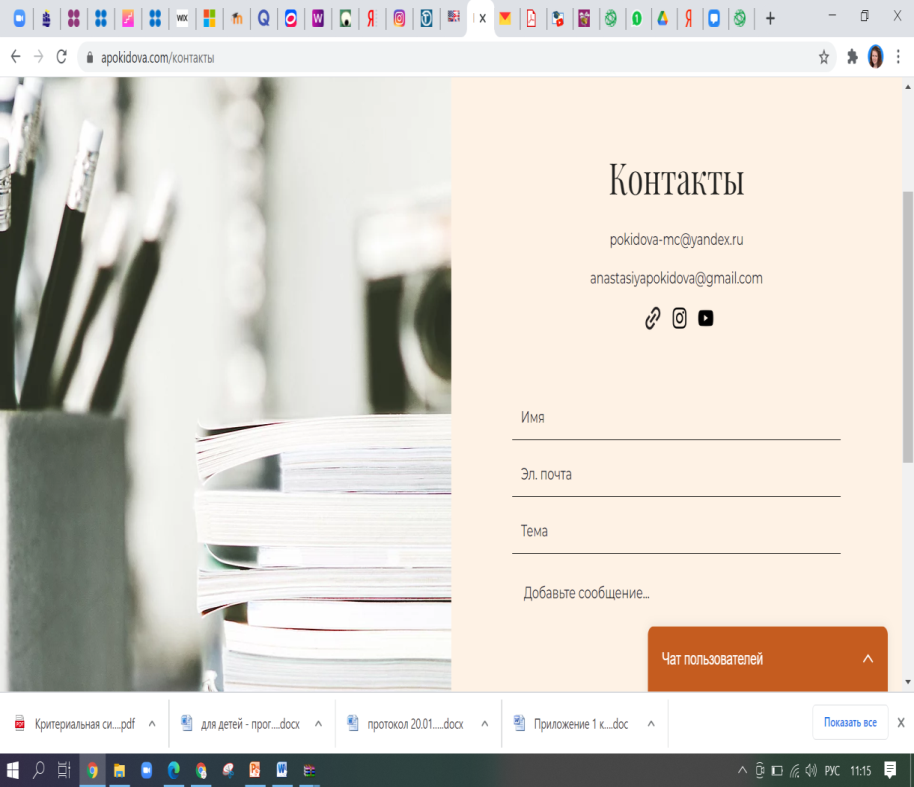 WIX
apokidova.com/контакты
Контакты
pokidova-mc@yandex.ru
anastasiyapokidova@gmail.com
Имя
Эл. почта
Тема
Добавьте сообщение...
Чат пользователей
Критериальная си....pdf
для детей - прог....docx
протокол 20.01.....docx
Приложение 1 к....doc
Показать все
РУС
11:15